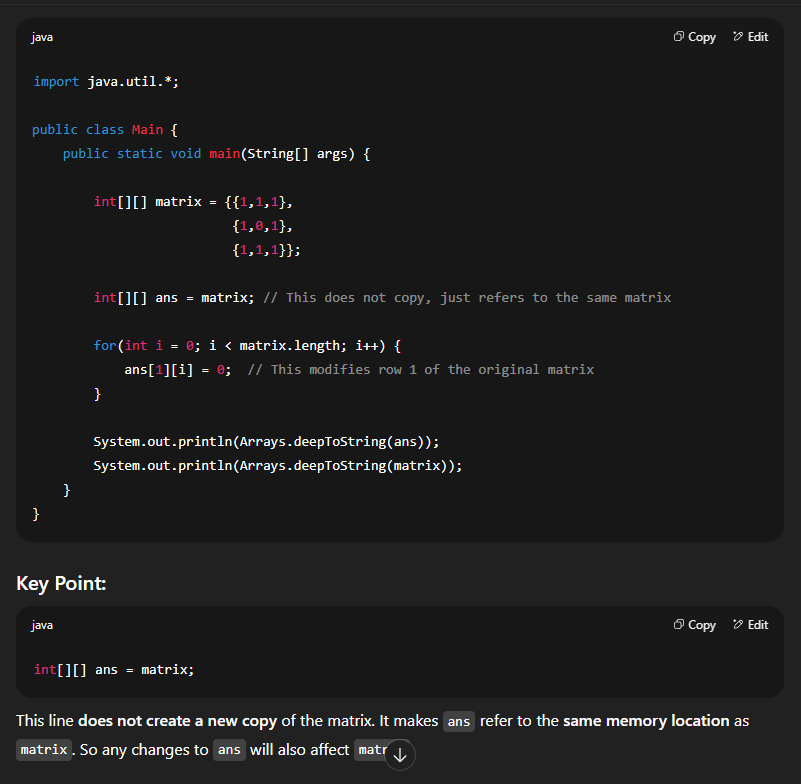 java Copy Edit
import java.util.*;
public class Main {
    public static void main(String[] args) {
        int[][] matrix = {{1,1,1},
                          {1,0,1},
                          {1,1,1}};
        int[][] ans = matrix; // This does not copy, just refers to the same matrix
        for(int i = 0; i < matrix.length; i++) {
            ans[1][i] = 0;  // This modifies row 1 of the original matrix
        }
        System.out.println(Arrays.deepToString(ans));
        System.out.println(Arrays.deepToString(matrix));
    }
}
Key Point:
java Copy Edit
int[][] ans = matrix;
This line does not create a new copy of the matrix. It makes ans refer to the same memory location as
matrix. So any changes to ans will also affect